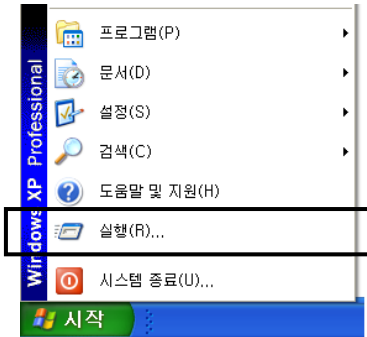 프로그램(P)
문서(D)
설정(S)
검색(C)
도움말 및 지원(H)
실행(R)...
시스템 종료(U)...
Windows XP Professional
시작